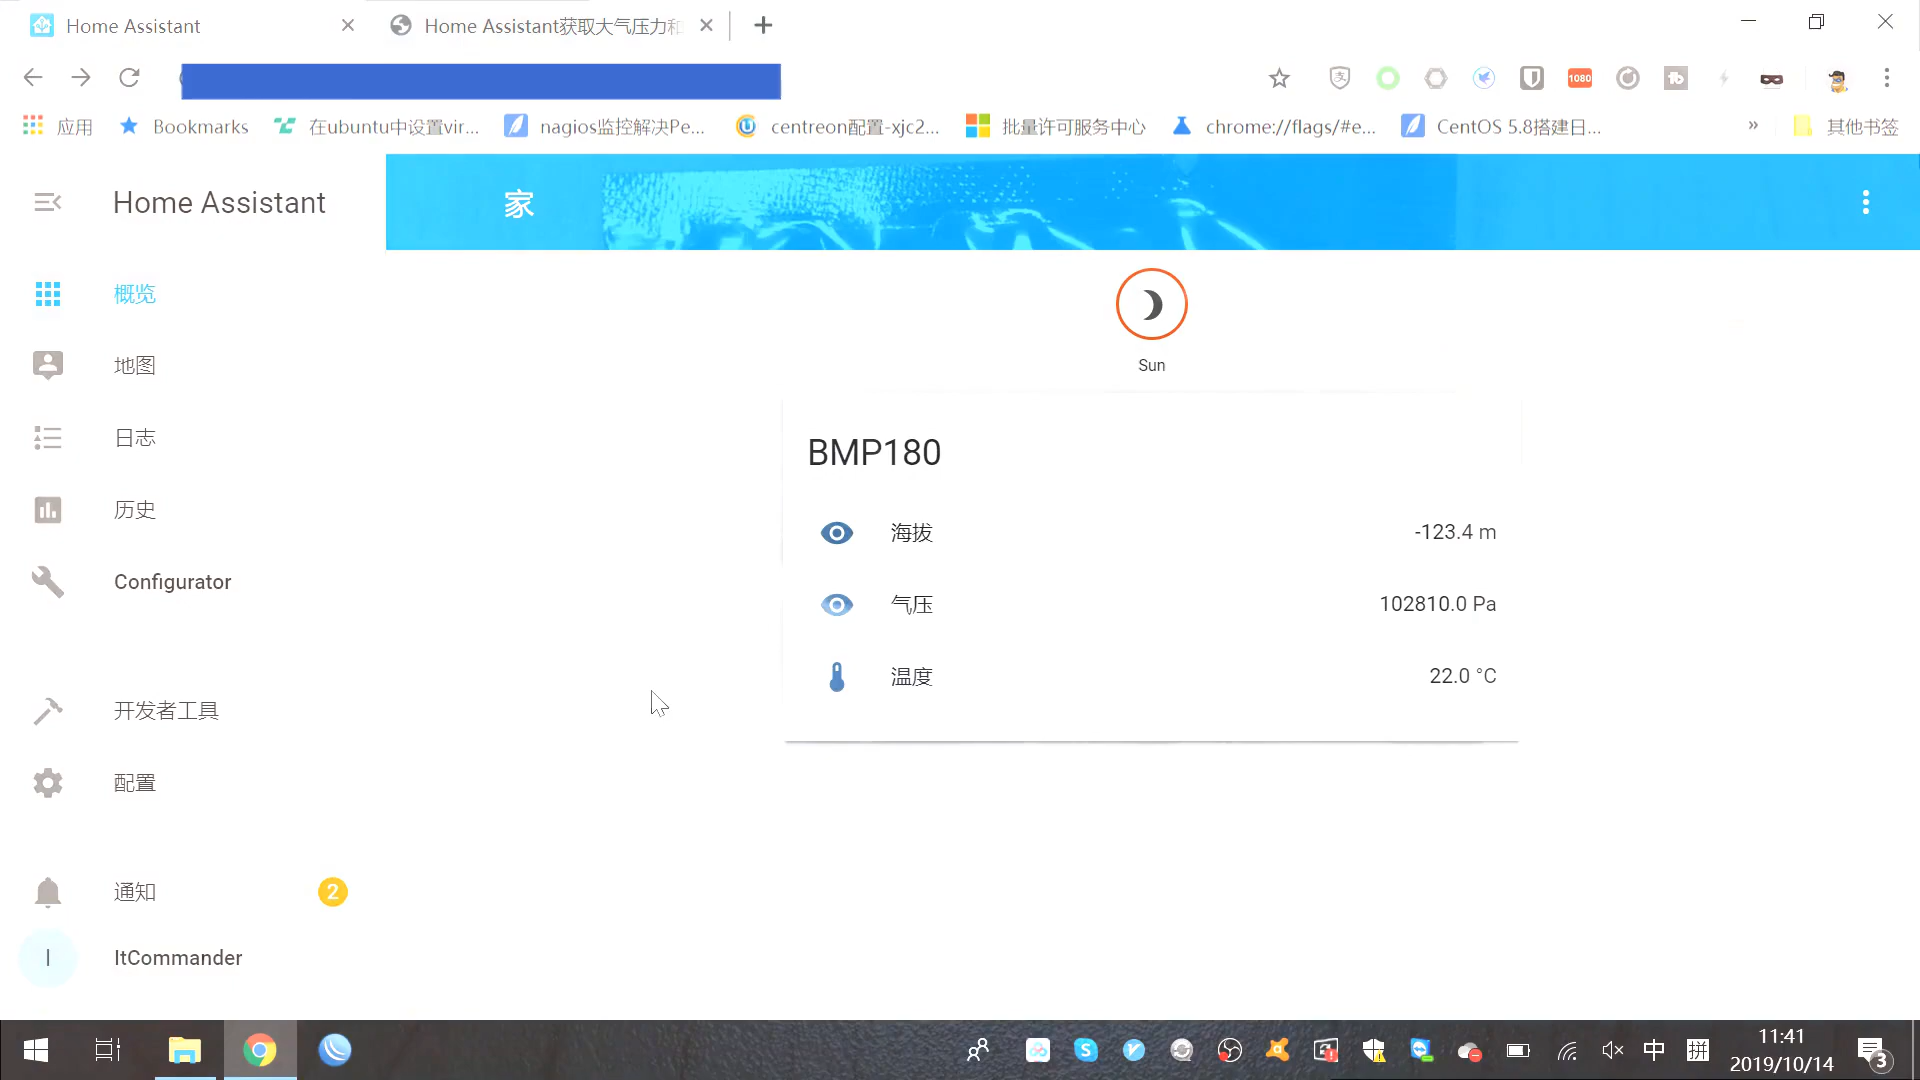 Home Assistant
Home Assistant获取大气压力和
1080
应用
Bookmarks
在ubuntu中设置vir...
nagios监控解决Pe...
centreon配置-xjc2...
批量许可服务中心
chrome://flags/#e...
CentOS 5.8搭建日...
»
其他书签
Home Assistant
家
概览
Sun
地图
日志
BMP180
历史
海拔
-123.4 m
Configurator
气压
102810.0 Pa
温度
22.0 °C
开发者工具
配置
通知
2
I
ItCommander
中
拼
11:41
2019/10/14
3